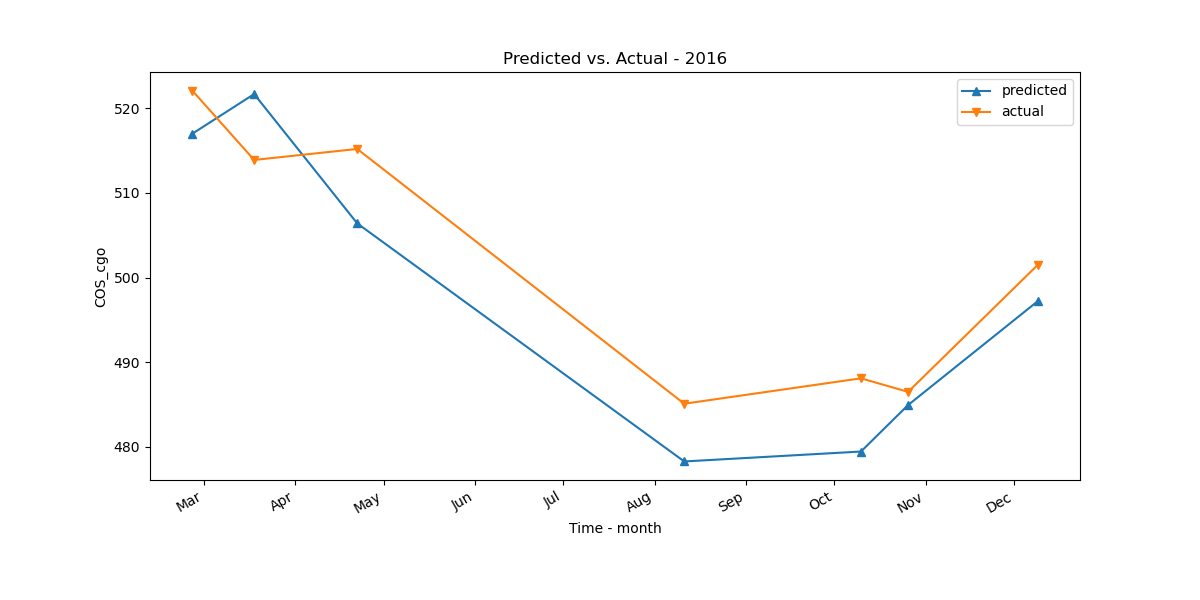 Predicted vs. Actual - 2016
predicted
actual
520
510
500
490
480
COS_cgo
Mar
Apr
May
Jun
Jul
Aug
Sep
Oct
Nov
Dec
Time - month